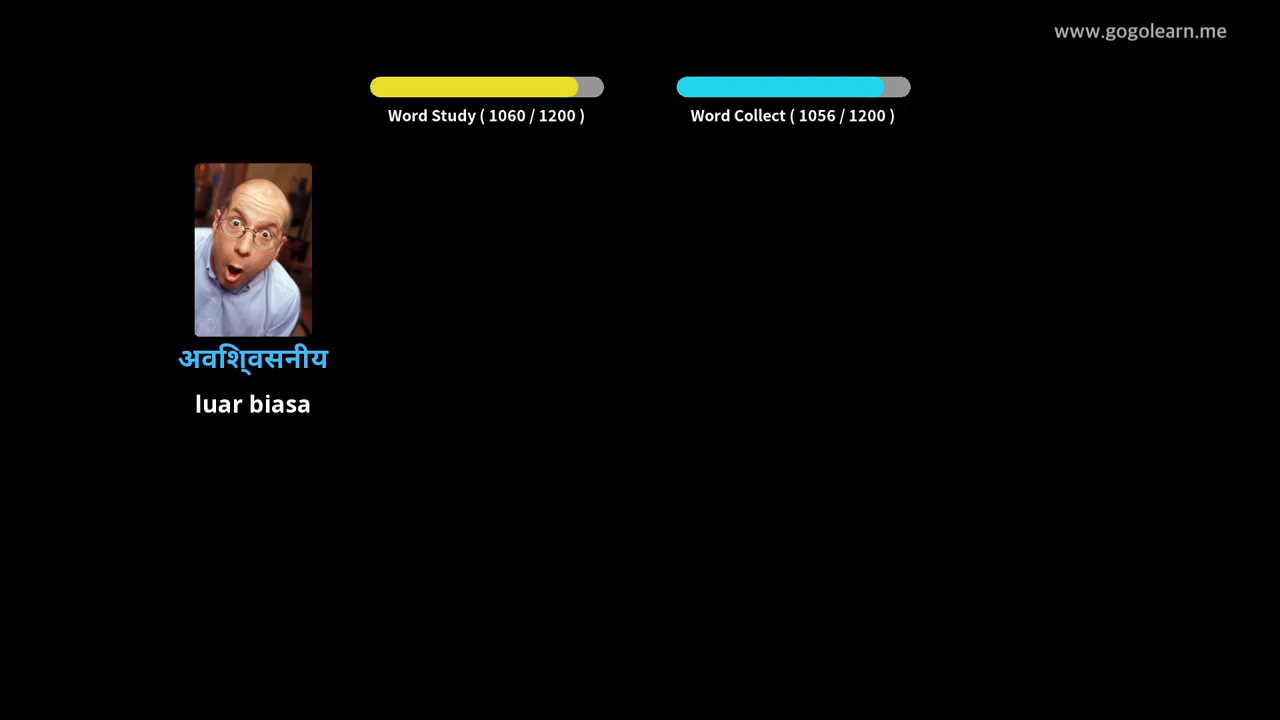 www.gogolearn.me
Word Study ( 1060 / 1200 )
Word Collect ( 1056 / 1200 )
अविश्वसनीय
luar biasa